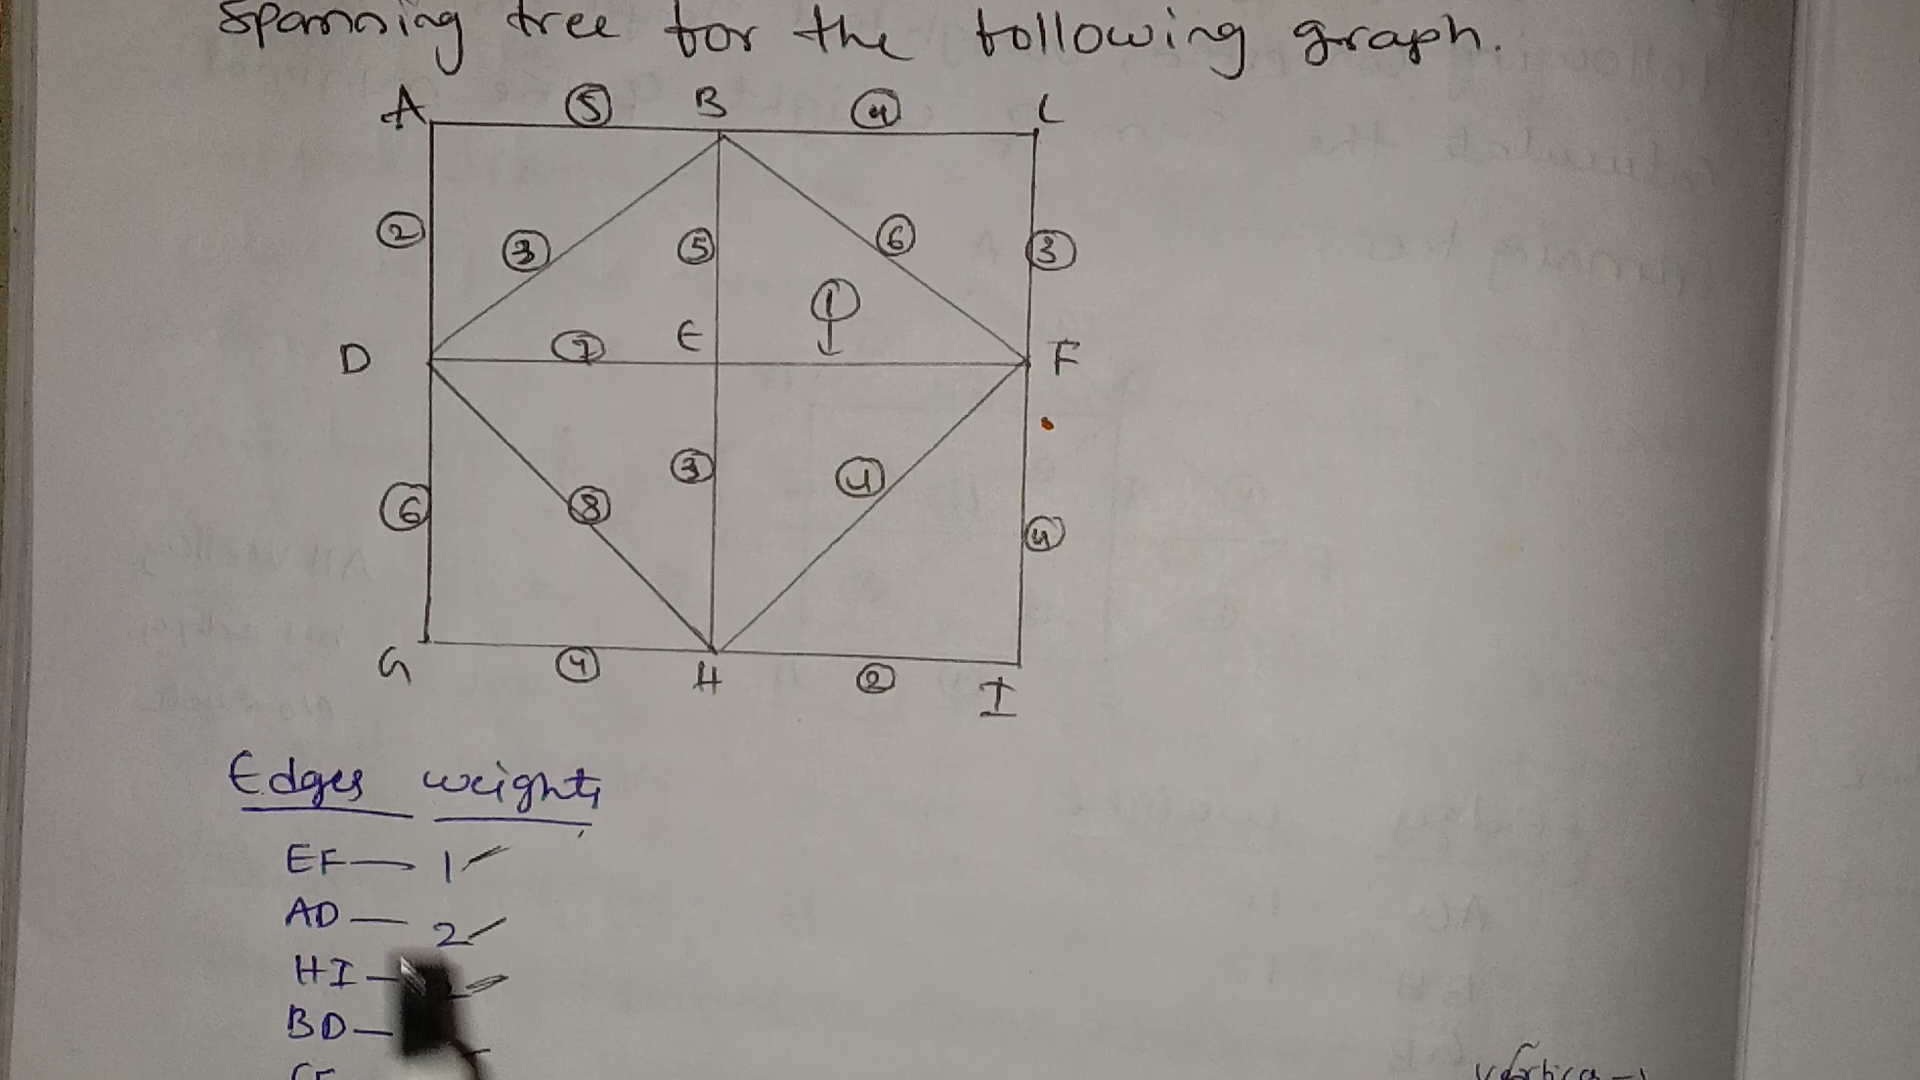 Spanning tree for the following graph.
A 5 B 4 C
2 3 5 6 3
D 7 E 1 F
6 8 3 4 4
G 4 H 2 I
Edges weights
EF — 1
AD — 2
HI —
BD —
CF